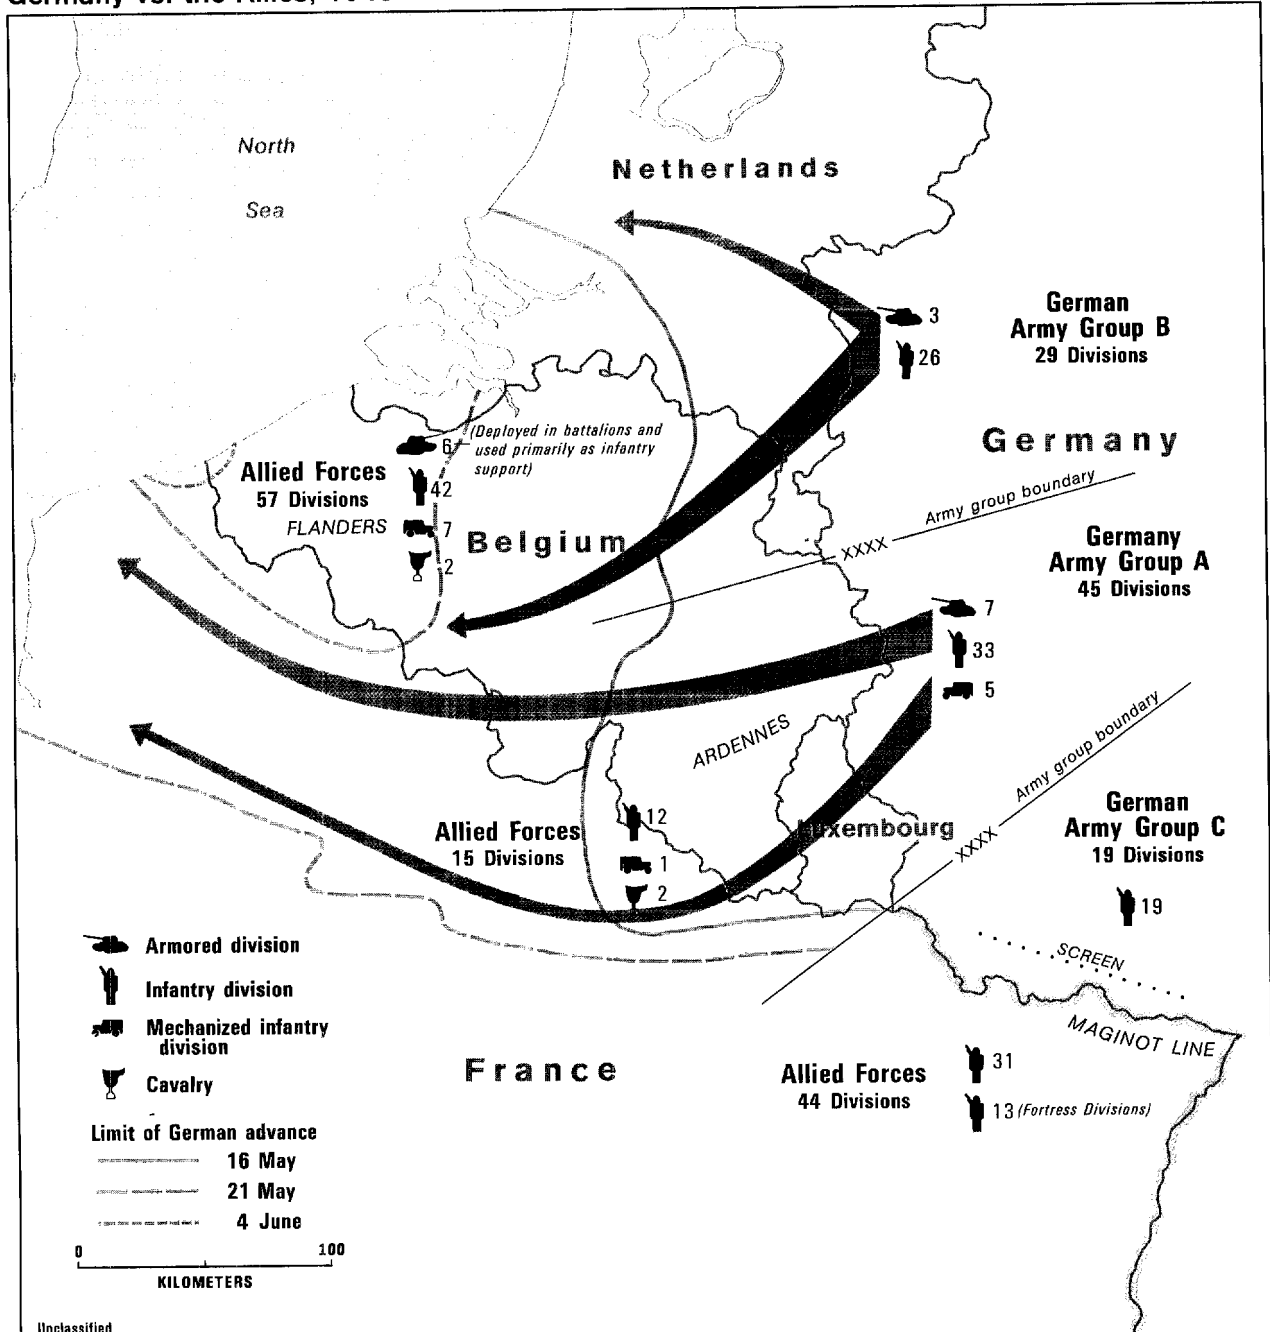 North
Sea
Netherlands
3
26
German
Army Group B
29 Divisions
Germany
6
(Deployed in battalions and
used primarily as infantry
support)
Allied Forces
57 Divisions
42
FLANDERS
7
2
Belgium
Army group boundary
XXXX
Germany
Army Group A
45 Divisions
7
33
5
ARDENNES
Army group boundary
XXXX
Luxembourg
German
Army Group C
19 Divisions
19
Allied Forces
15 Divisions
12
1
2
SCREEN
MAGINOT LINE
France
Allied Forces
44 Divisions
31
13 (Fortress Divisions)
Armored division
Infantry division
Mechanized infantry
division
Cavalry
Limit of German advance
16 May
21 May
4 June
0
100
KILOMETERS
Unclassified